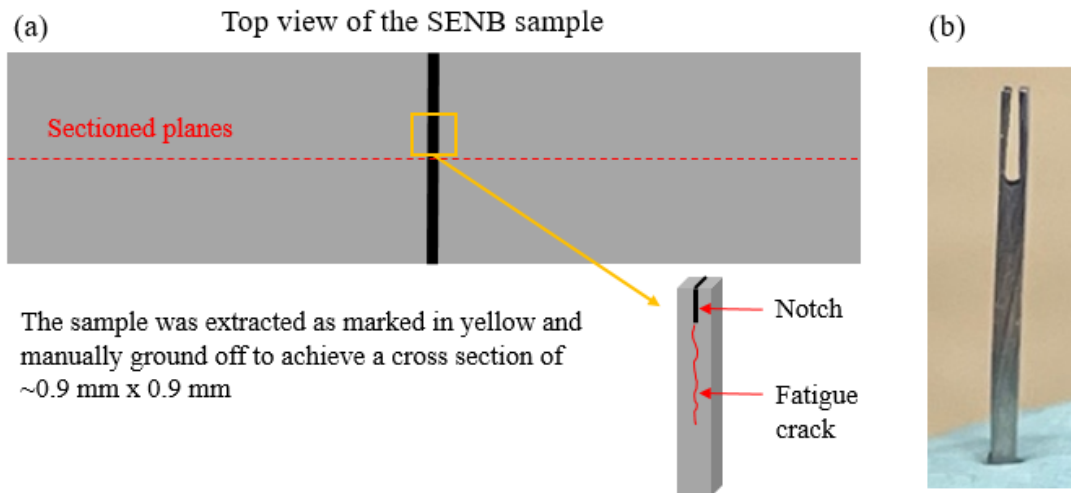 (a)
Top view of the SENB sample
(b)
Sectioned planes
The sample was extracted as marked in yellow and
manually ground off to achieve a cross section of
~0.9 mm x 0.9 mm
Notch
Fatigue
crack